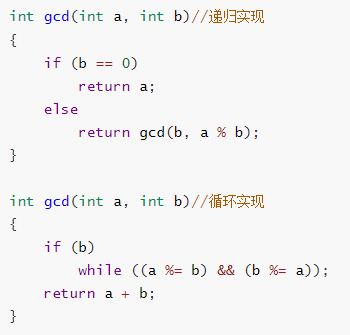 int gcd(int a, int b)//递归实现
{
    if (b == 0)
        return a;
    else
        return gcd(b, a % b);
}

int gcd(int a, int b)//循环实现
{
    if (b)
        while ((a %= b) && (b %= a));
    return a + b;
}